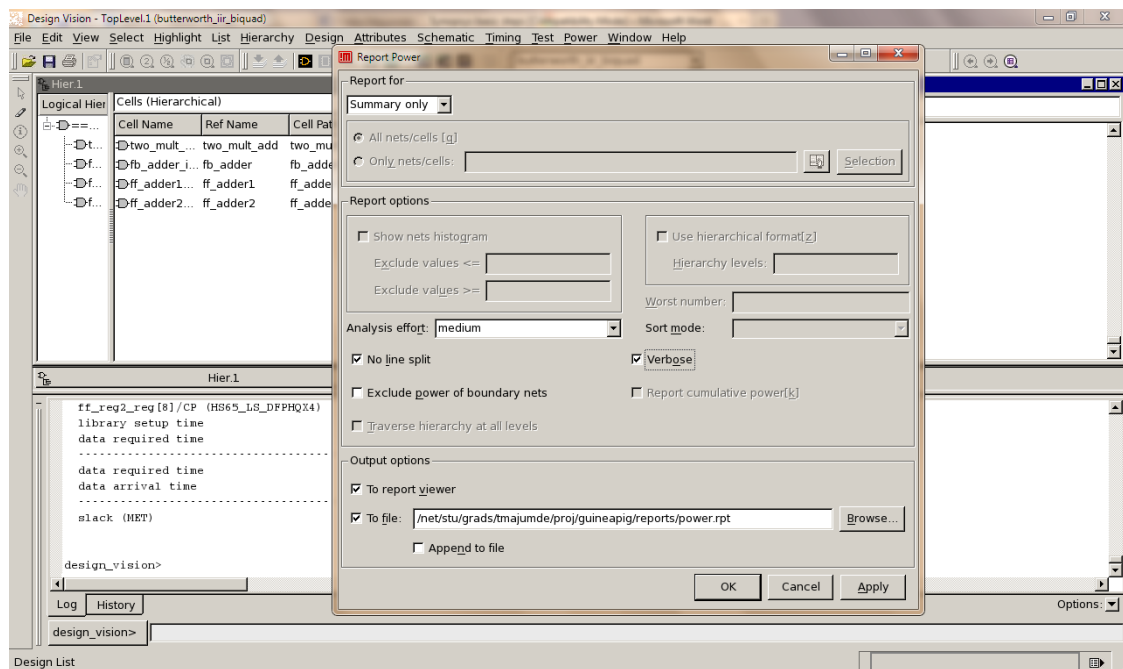 Design Vision - TopLevel.1 (butterworth_iir_biquad)
File Edit View Select Highlight List Hierarchy Design Attributes Schematic Timing Test Power Window Help
Hier.1
Logical Hier
Cells (Hierarchical)
Cell Name Ref Name Cell Pat
==...
t... two_mult_... two_mult_add two_mu
f... fb_adder_i... fb_adder fb_adde
f... ff_adder1... ff_adder1 ff_adde
f... ff_adder2... ff_adder2 ff_adde
Hier.1
ff_reg2_reg[8]/CP (HS65_LS_DFPHQX4)
library setup time
data required time
data required time
data arrival time
slack (MET)
design_vision>
Log History
Options:
design_vision>
Design List
Report Power
Report for
Summary only
All nets/cells [g]
Only nets/cells:
Selection
Report options
Show nets histogram
Exclude values <=
Exclude values >=
Use hierarchical format[z]
Hierarchy levels:
Worst number:
Analysis effort: medium
Sort mode:
No line split
Verbose
Exclude power of boundary nets
Report cumulative power[k]
Traverse hierarchy at all levels
Output options
To report viewer
To file: /net/stu/grads/tmajumde/proj/guineapig/reports/power.rpt Browse...
Append to file
OK Cancel Apply